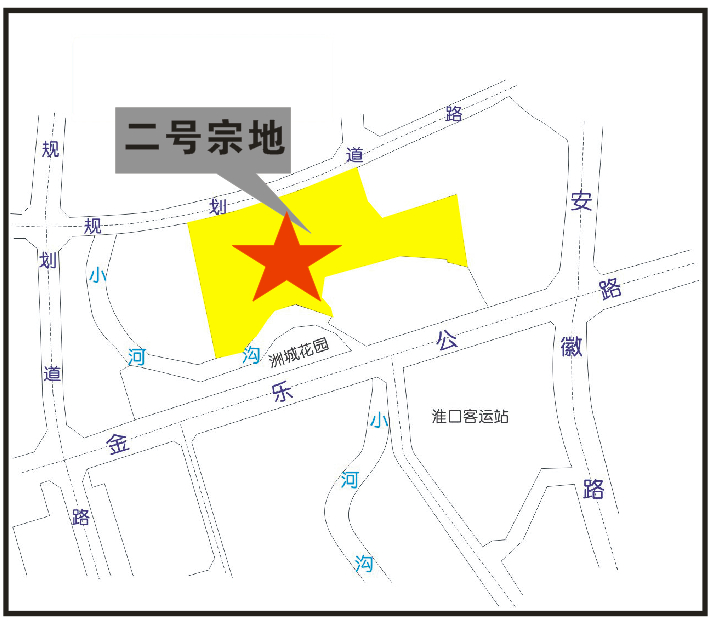 二号宗地
规划道路
规划道路
安徽路
小河沟
洲城花园
金乐公路
淮口客运站
小河沟